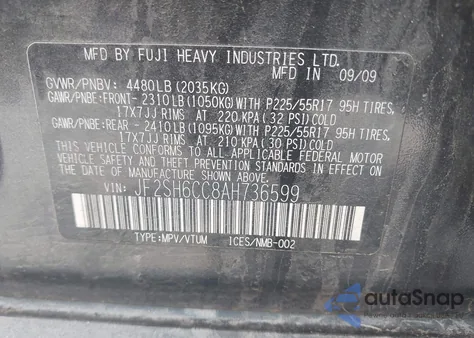 MFD BY FUJI HEAVY INDUSTRIES LTD.
MADE IN JAPAN 09/09
GVWR/PNBV: 4480LB (2035KG)
GAWR/PNBE: FRONT- 2310LB (1050KG) WITH P225/55R17 95H TIRES,
17X7JJ RIMS AT 220 KPA (32 PSI) COLD
GAWR/PNBE: REAR - 2410LB (1095KG) WITH P225/55R17 95H TIRES,
17X7JJ RIMS AT 210 KPA (30 PSI) COLD
THIS VEHICLE CONFORMS TO ALL APPLICABLE FEDERAL MOTOR
VEHICLE SAFETY AND THEFT PREVENTION STANDARDS IN EFFECT
ON THE DATE OF MANUFACTURE SHOWN ABOVE.
VIN: JF2SH6CC8AH736599
TYPE:MPV/VTUM ICES/NMB-002
autoSnap